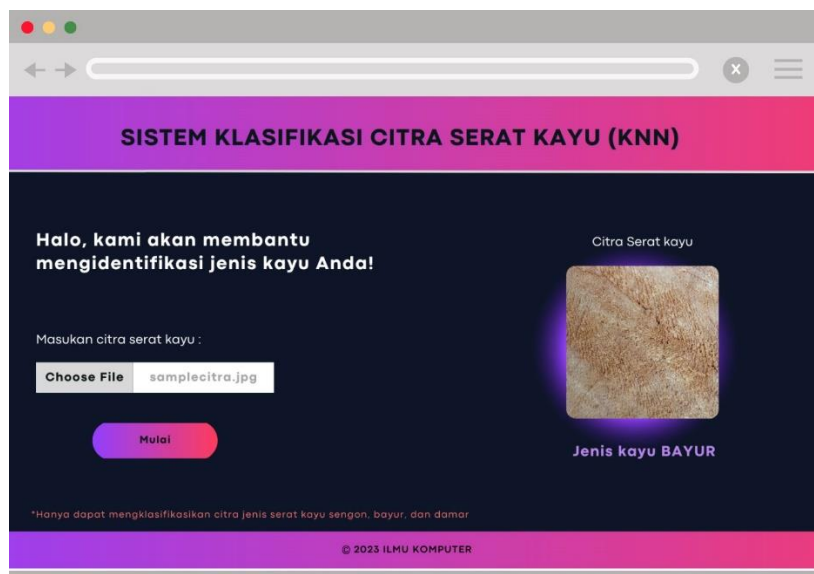 X
SISTEM KLASIFIKASI CITRA SERAT KAYU (KNN)
Halo, kami akan membantu
mengidentifikasi jenis kayu Anda!
Masukan citra serat kayu :
Choose File samplecitra.jpg
Mulai
Citra Serat kayu
Jenis kayu BAYUR
*Hanya dapat mengklasifikasikan citra jenis serat kayu sengon, bayur, dan damar
© 2023 ILMU KOMPUTER